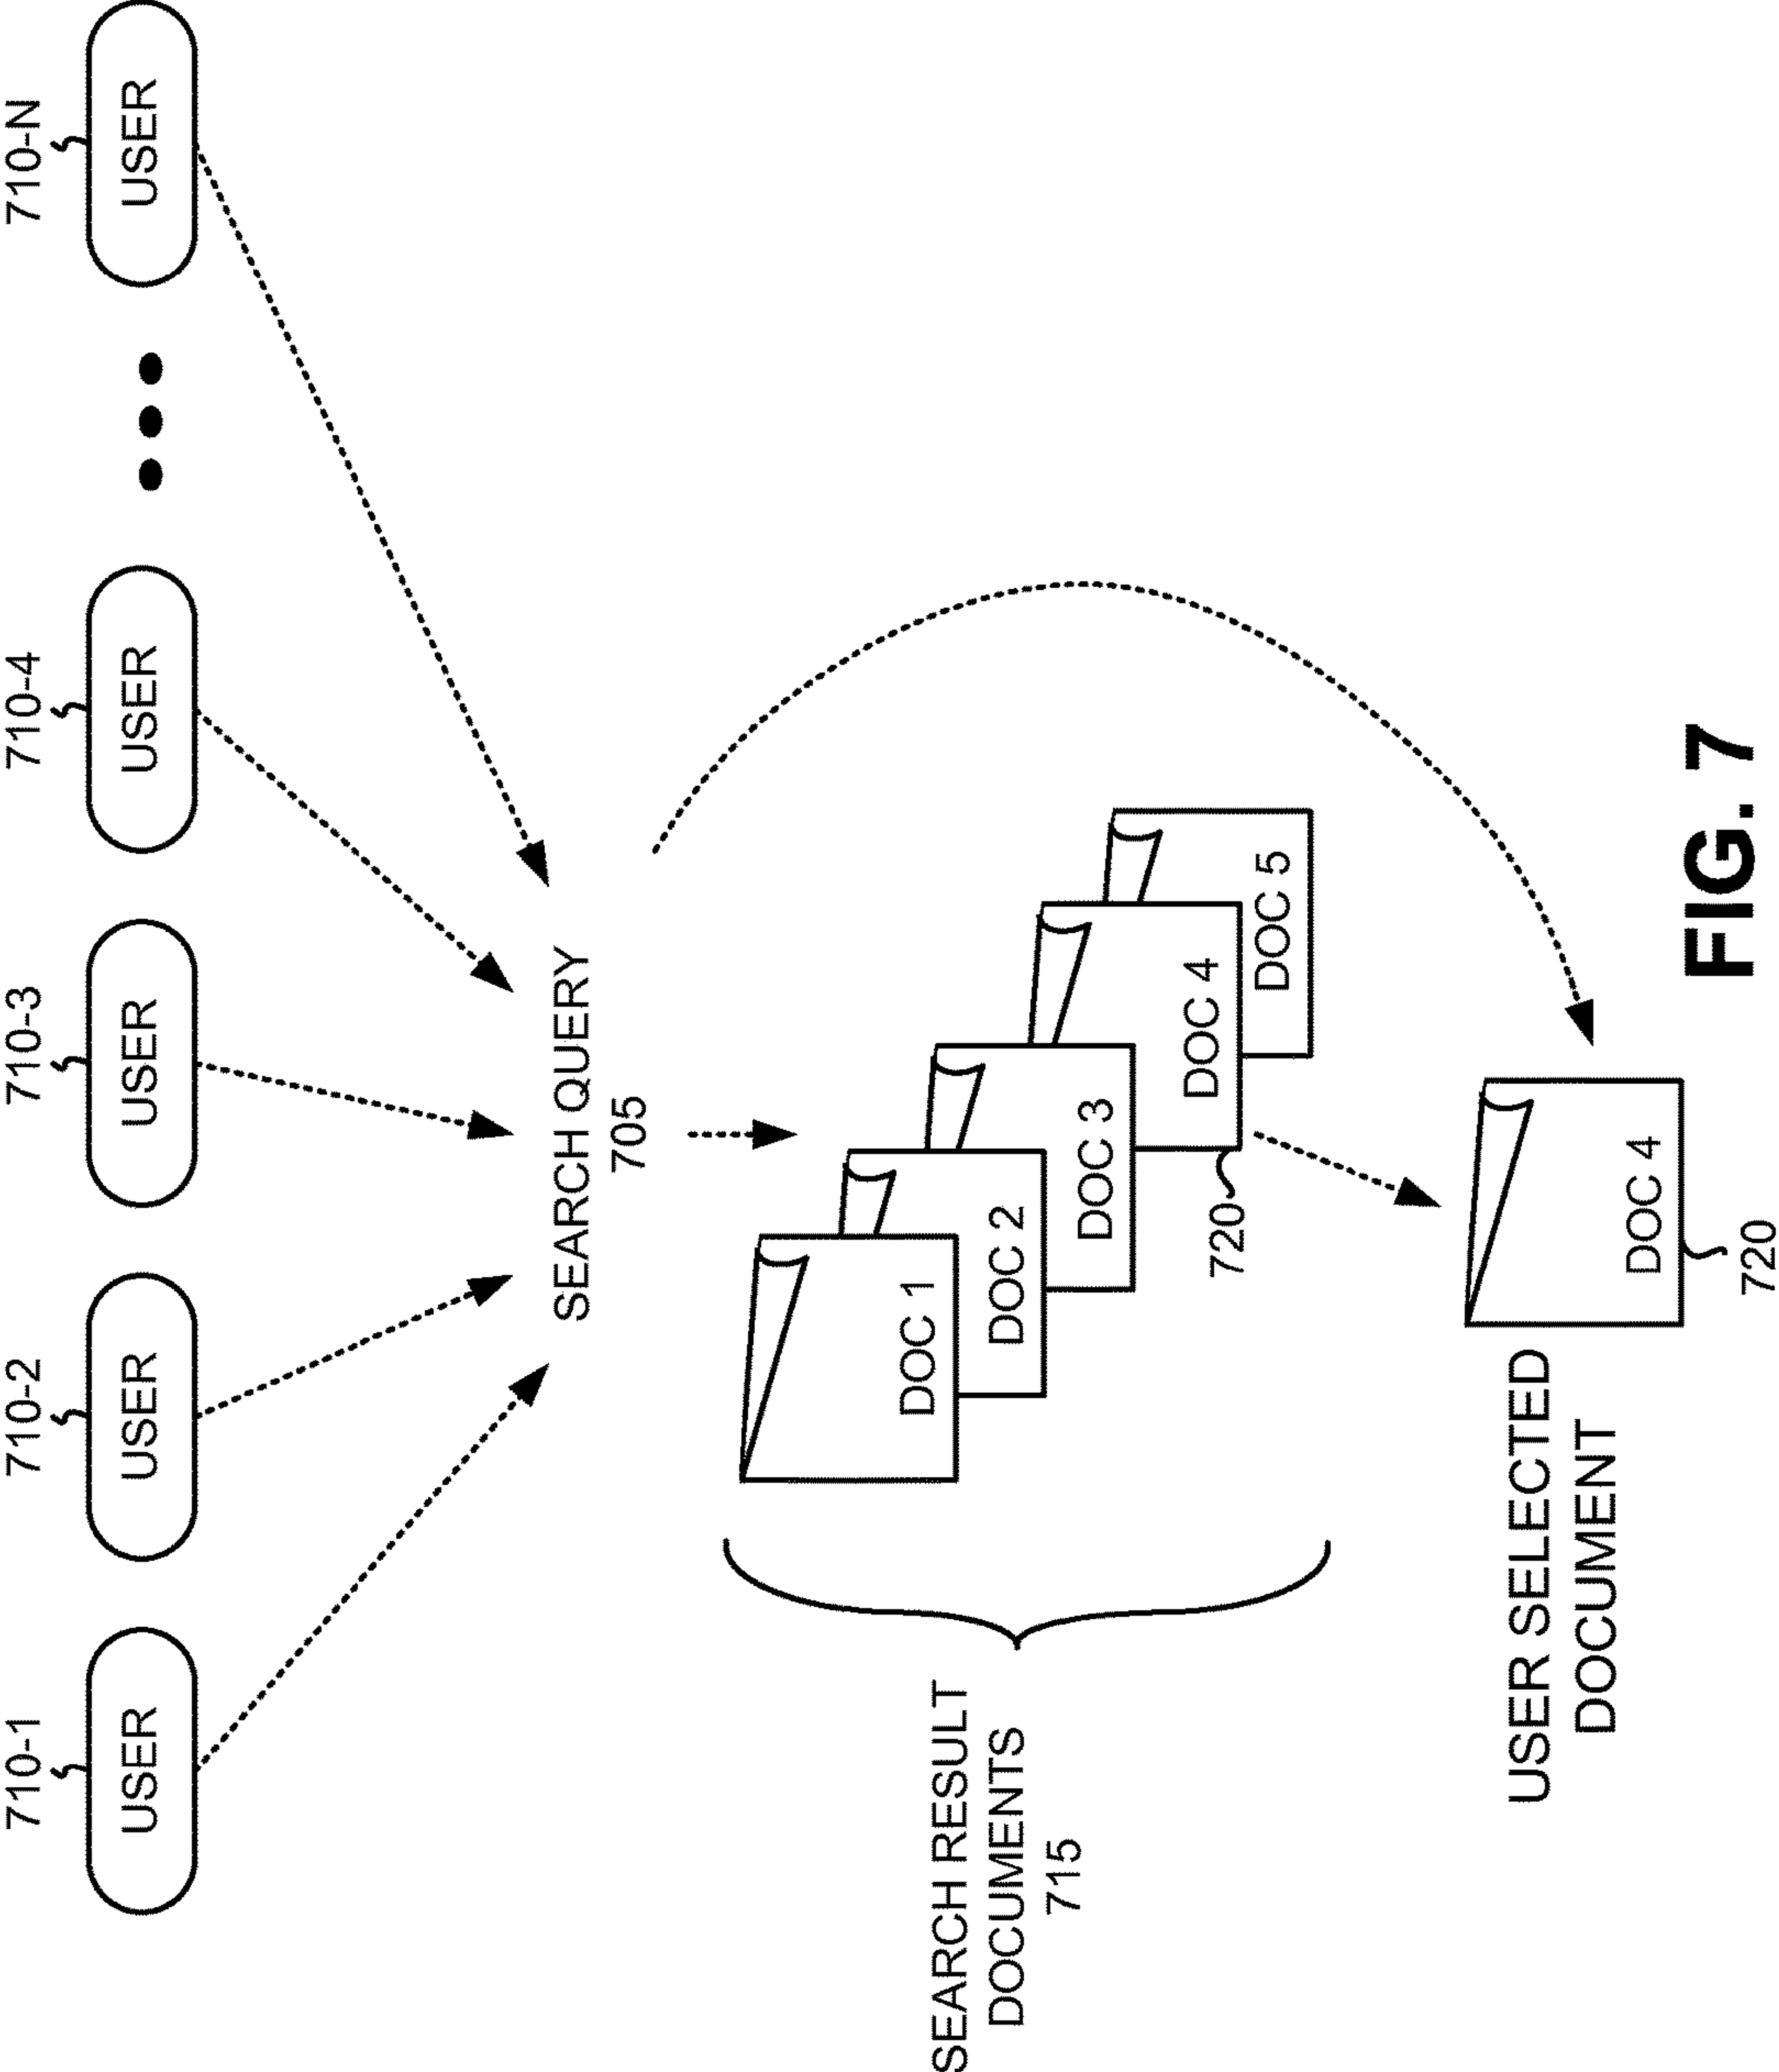 710-1
710-2
710-3
710-4
710-N
USER
USER
USER
USER
USER
SEARCH QUERY
705
SEARCH RESULT
DOCUMENTS
715
DOC 1
DOC 2
DOC 3
DOC 4
DOC 5
720
USER SELECTED
DOCUMENT
DOC 4
720
FIG. 7